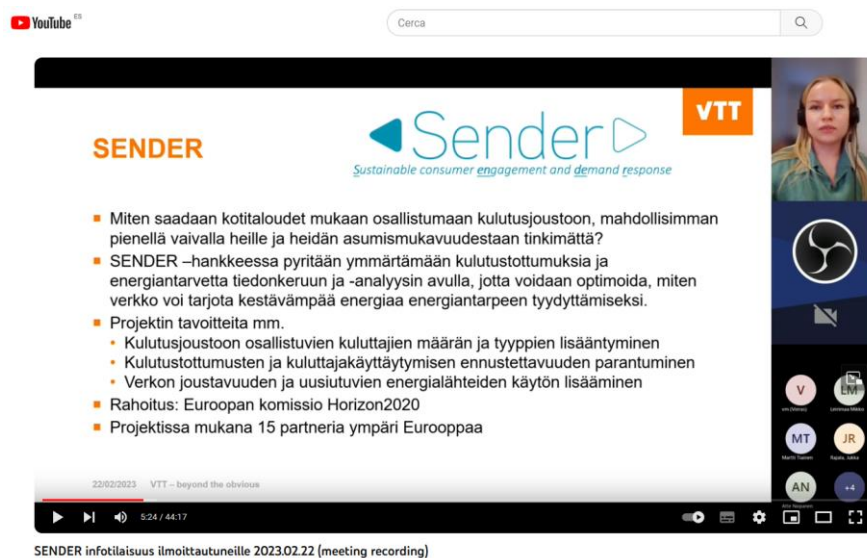 YouTube ES
Cerca
SENDER
Sender
Sustainable consumer engagement and demand response
VTT
Miten saadaan kotitaloudet mukaan osallistumaan kulutusjoustoon, mahdollisimman
pienellä vaivalla heille ja heidän asumismukavuudestaan tinkimättä?
SENDER –hankkeessa pyritään ymmärtämään kulutustottumuksia ja
energiantarvetta tiedonkeruun ja -analyysin avulla, jotta voidaan optimoida, miten
verkko voi tarjota kestävämpää energiaa energiantarpeen tyydyttämiseksi.
Projektin tavoitteita mm.
Kulutusjoustoon osallistuvien kuluttajien määrän ja tyyppien lisääntyminen
Kulutustottumusten ja kuluttajakäyttäytymisen ennustettavuuden parantuminen
Verkon joustavuuden ja uusiutuvien energialähteiden käytön lisääminen
Rahoitus: Euroopan komissio Horizon2020
Projektissa mukana 15 partneria ympäri Eurooppaa
22/02/2023 VTT – beyond the obvious
V
LM
MT
JR
AN
+4
5:24 / 44:17
SENDER infotilaisuus ilmoittautuneille 2023.02.22 (meeting recording)